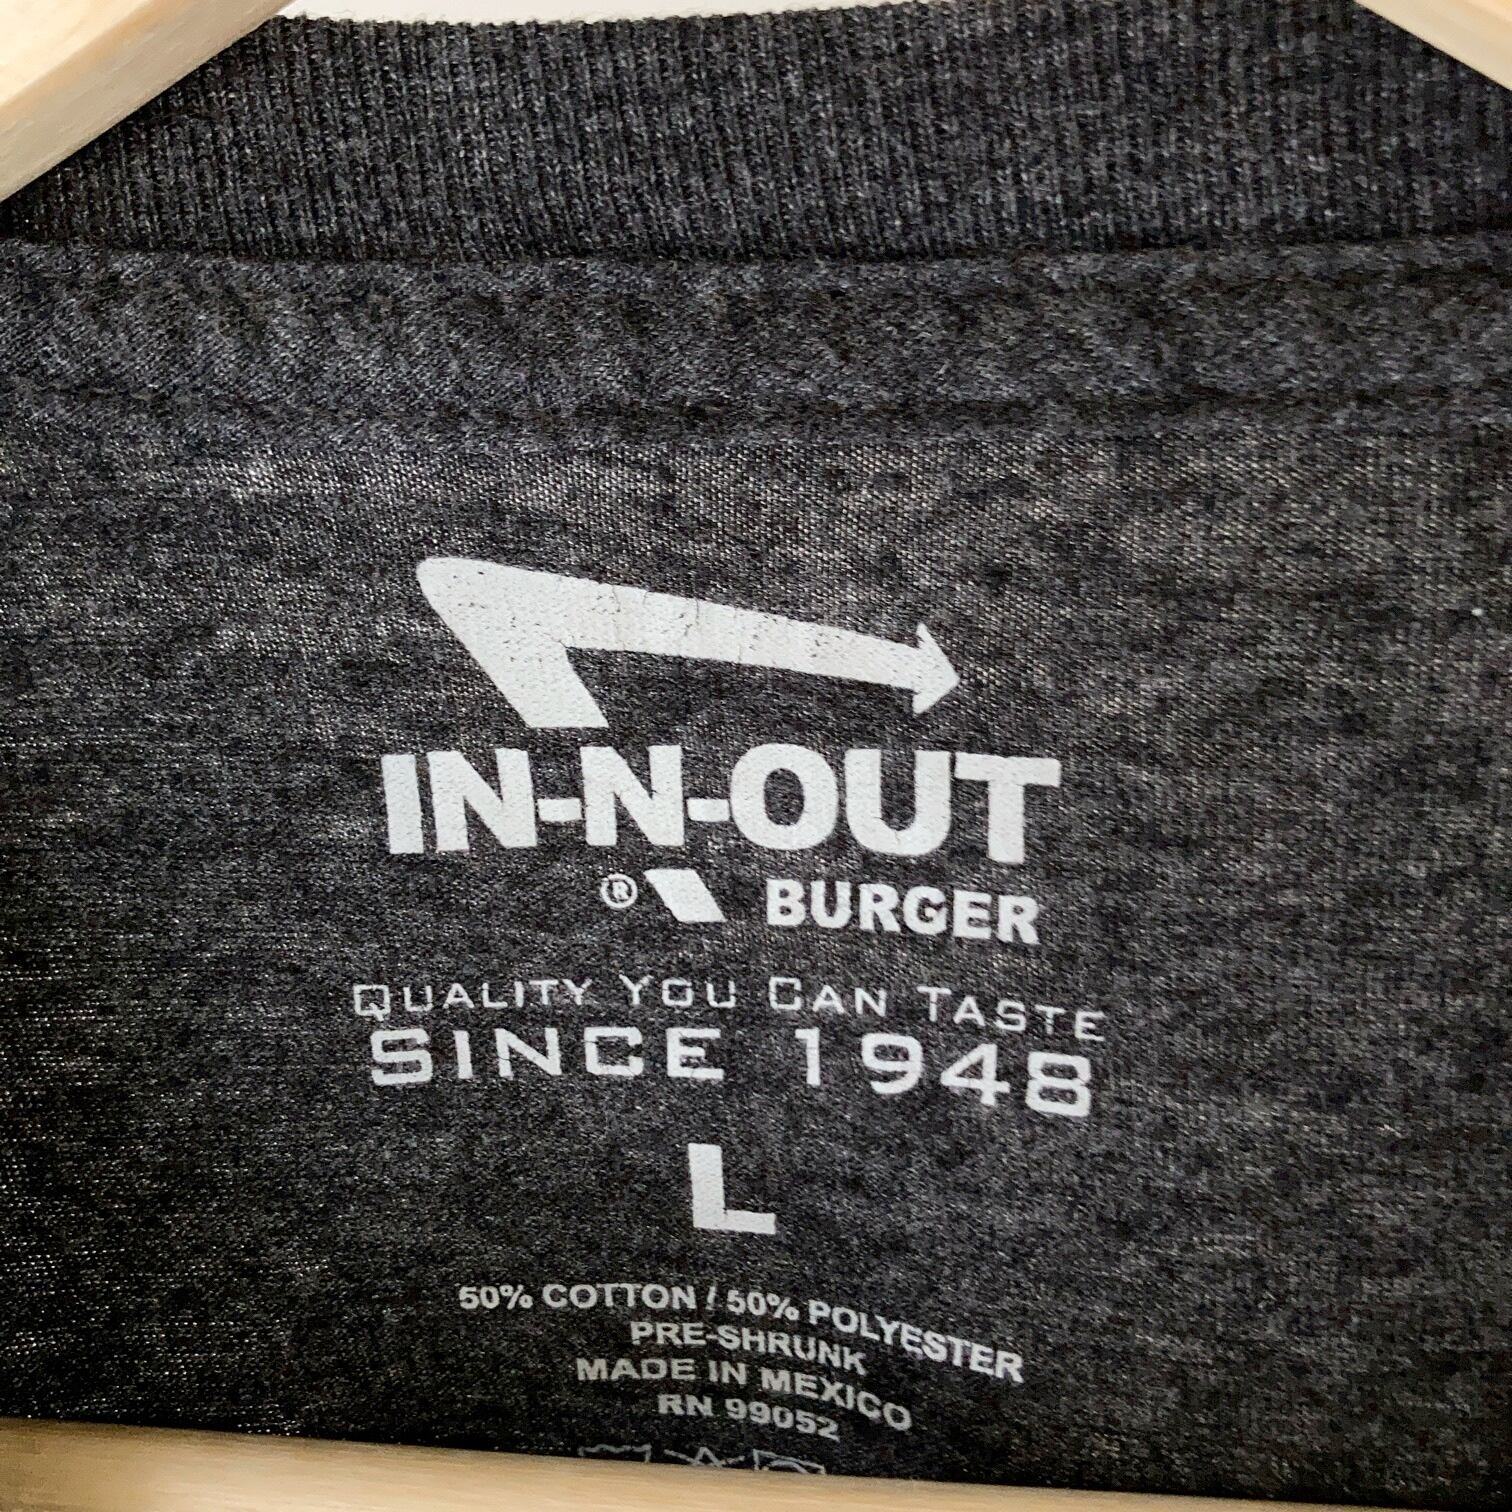 IN-N-OUT
® BURGER
QUALITY YOU CAN TASTE
SINCE 1948
L
50% COTTON / 50% POLYESTER
PRE-SHRUNK
MADE IN MEXICO
RN 99052